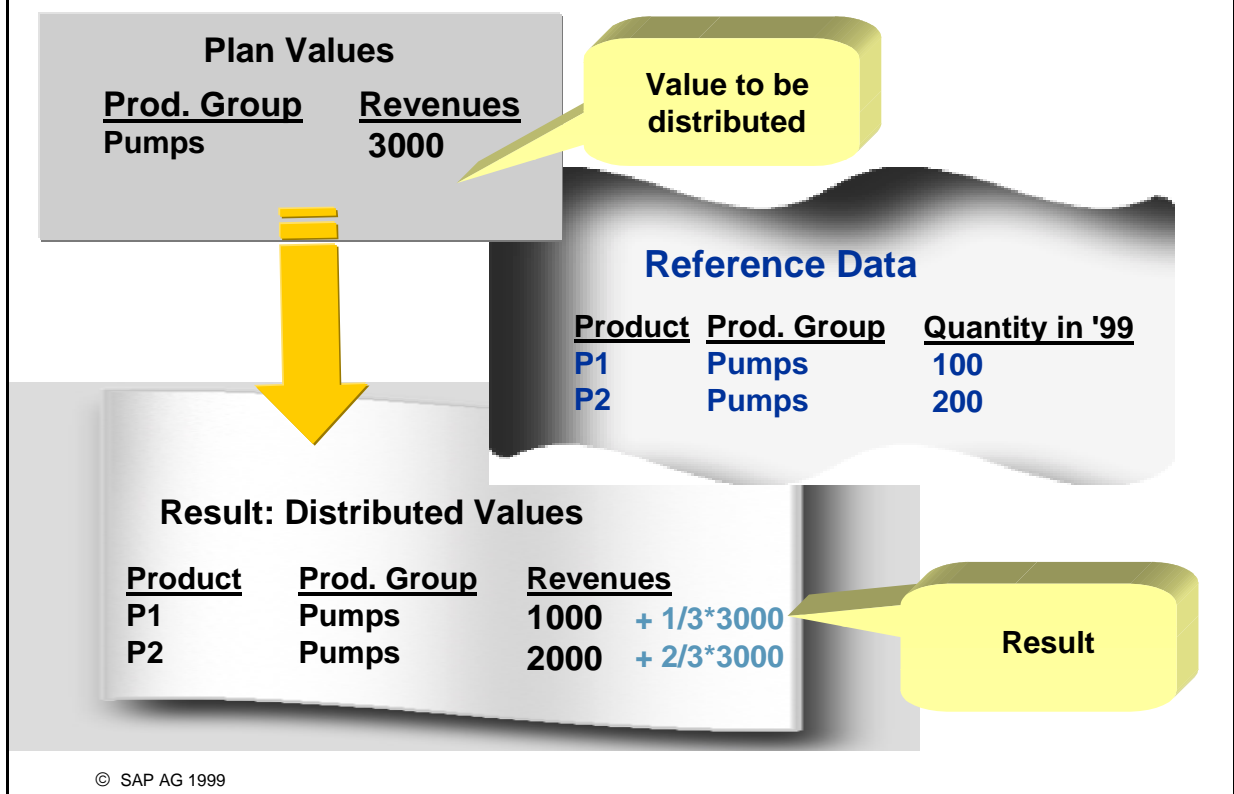 Plan Values
Prod. Group Revenues
Pumps 3000
Value to be
distributed
Reference Data
Product Prod. Group Quantity in '99
P1 Pumps 100
P2 Pumps 200
Result: Distributed Values
Product Prod. Group Revenues
P1 Pumps 1000 + 1/3*3000
P2 Pumps 2000 + 2/3*3000
Result
© SAP AG 1999